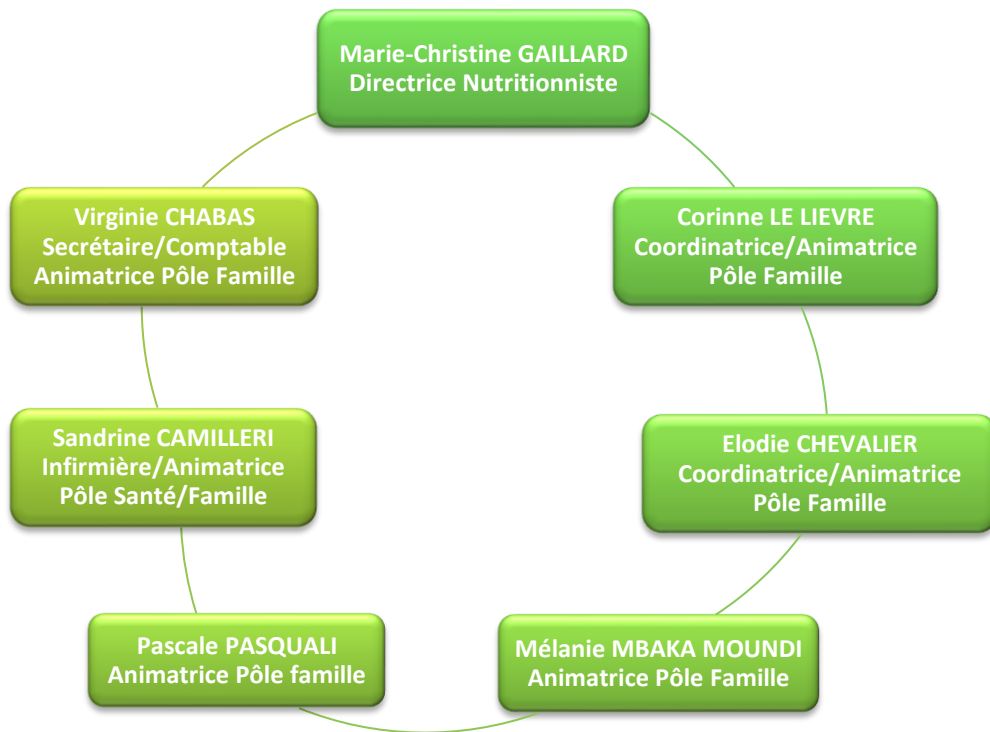 Marie-Christine GAILLARD
Directrice Nutritionniste
Virginie CHABAS
Secrétaire/Comptable
Animatrice Pôle Famille
Corinne LE LIEVRE
Coordinatrice/Animatrice
Pôle Famille
Sandrine CAMILLERI
Infirmière/Animatrice
Pôle Santé/Famille
Elodie CHEVALIER
Coordinatrice/Animatrice
Pôle Famille
Pascale PASQUALI
Animatrice Pôle famille
Mélanie MBAKA MOUNDI
Animatrice Pôle Famille